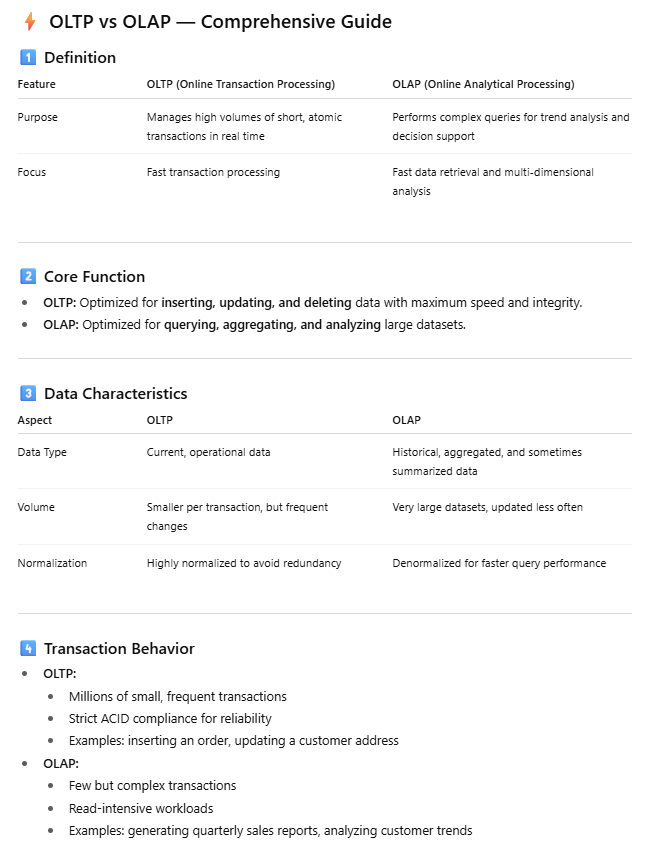 ⚡ OLTP vs OLAP — Comprehensive Guide
1️⃣ Definition
Feature OLTP (Online Transaction Processing) OLAP (Online Analytical Processing)
Purpose Manages high volumes of short, atomic Performs complex queries for trend analysis and
transactions in real time decision support
Focus Fast transaction processing Fast data retrieval and multi-dimensional
analysis
2️⃣ Core Function
• OLTP: Optimized for inserting, updating, and deleting data with maximum speed and integrity.
• OLAP: Optimized for querying, aggregating, and analyzing large datasets.
3️⃣ Data Characteristics
Aspect OLTP OLAP
Data Type Current, operational data Historical, aggregated, and sometimes
summarized data
Volume Smaller per transaction, but frequent Very large datasets, updated less often
changes
Normalization Highly normalized to avoid redundancy Denormalized for faster query performance
4️⃣ Transaction Behavior
• OLTP:
• Millions of small, frequent transactions
• Strict ACID compliance for reliability
• Examples: inserting an order, updating a customer address
• OLAP:
• Few but complex transactions
• Read-intensive workloads
• Examples: generating quarterly sales reports, analyzing customer trends